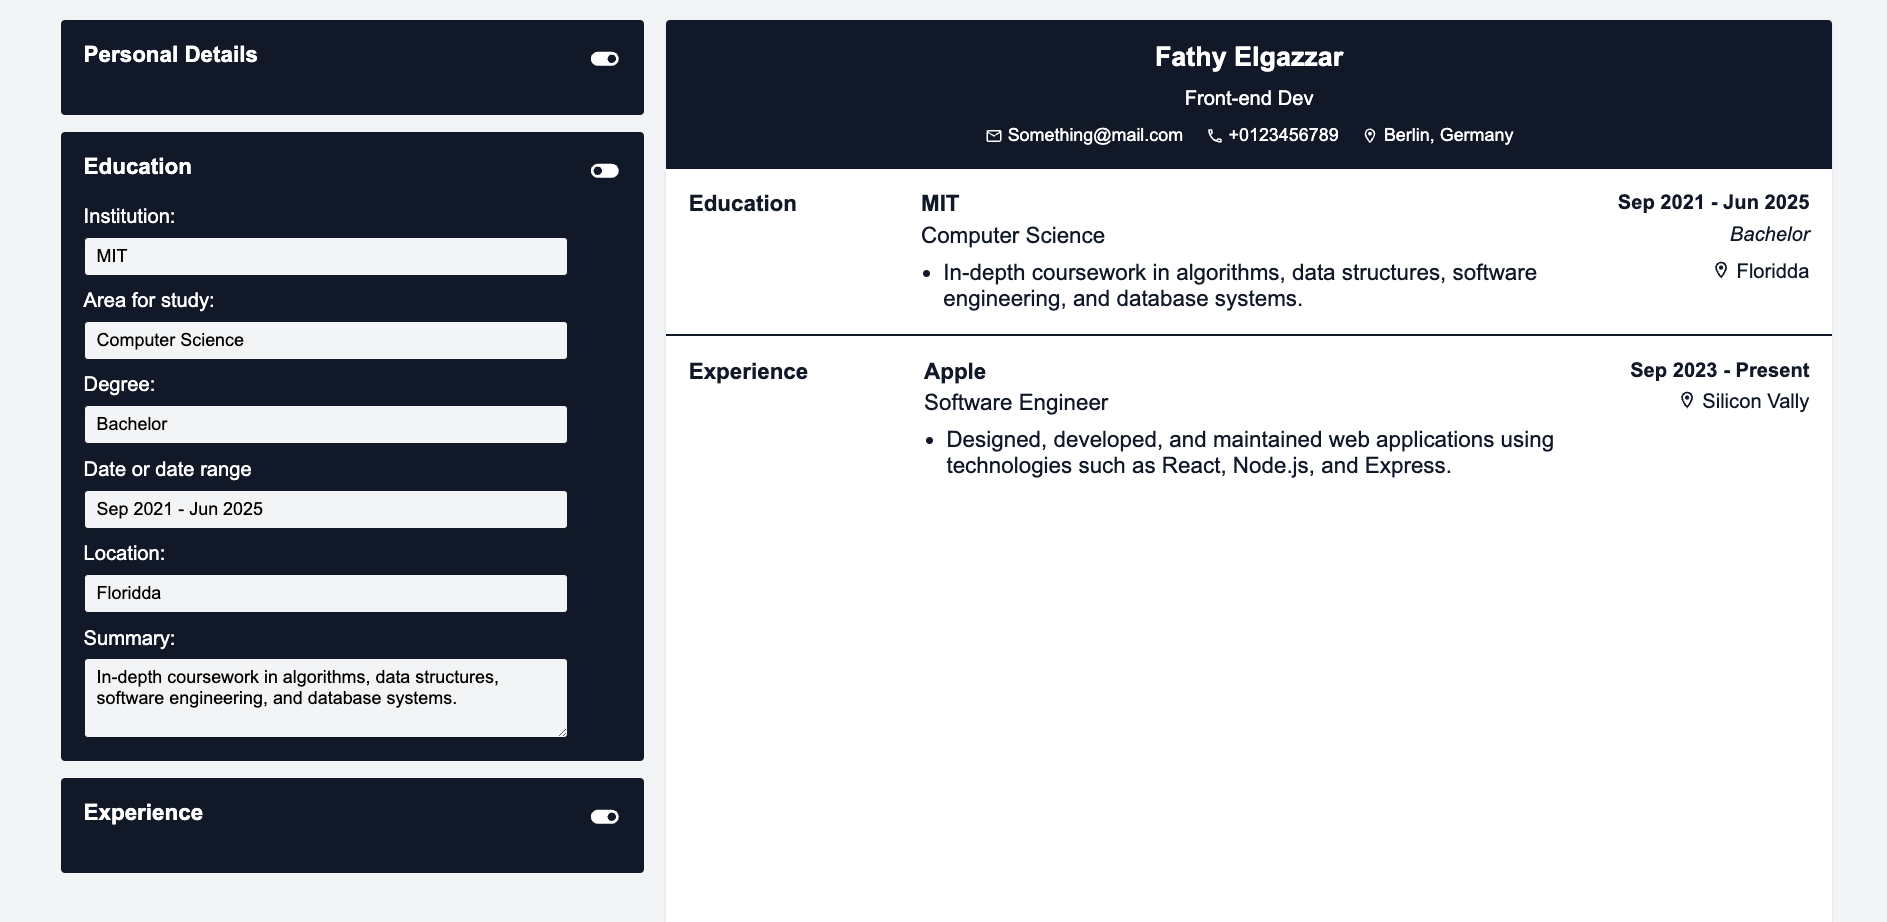 Personal Details
Education
Institution:
MIT
Area for study:
Computer Science
Degree:
Bachelor
Date or date range
Sep 2021 - Jun 2025
Location:
Floridda
Summary:
In-depth coursework in algorithms, data structures,
software engineering, and database systems.
Experience
Fathy Elgazzar
Front-end Dev
Something@mail.com +0123456789 Berlin, Germany
Education
MIT
Sep 2021 - Jun 2025
Computer Science
Bachelor
In-depth coursework in algorithms, data structures, software
engineering, and database systems.
Floridda
Experience
Apple
Sep 2023 - Present
Software Engineer
Silicon Vally
Designed, developed, and maintained web applications using
technologies such as React, Node.js, and Express.